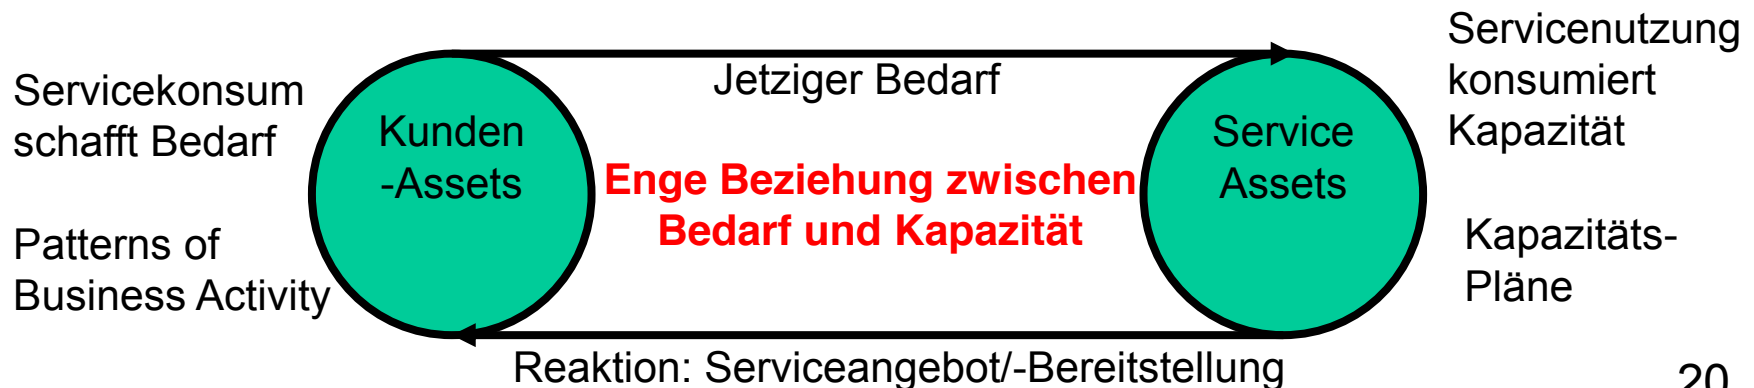 Servicekonsum
schafft Bedarf
Patterns of
Business Activity
Kunden
-Assets
Jetziger Bedarf
Enge Beziehung zwischen
Bedarf und Kapazität
Reaktion: Serviceangebot/-Bereitstellung
Service
Assets
Servicenutzung
konsumiert
Kapazität
Kapazitäts-
Pläne
20